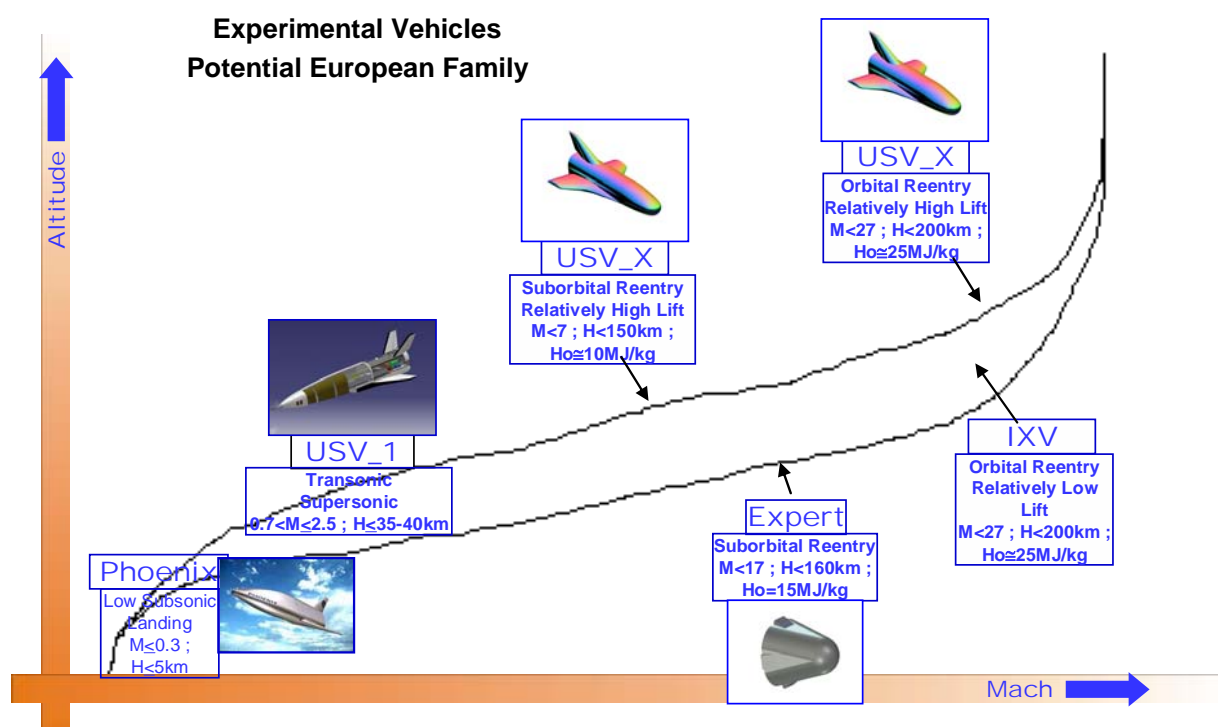 Experimental Vehicles
Potential European Family
Altitude
USV_X
Orbital Reentry
Relatively High Lift
M<27 ; H<200km ;
Ho≅25MJ/kg
USV_X
Suborbital Reentry
Relatively High Lift
M<7 ; H<150km ;
Ho≅10MJ/kg
USV_1
Transonic
Supersonic
0.7<M≤2.5 ; H≤35-40km
IXV
Orbital Reentry
Relatively Low
Lift
M<27 ; H<200km ;
Ho≅25MJ/kg
Expert
Suborbital Reentry
M<17 ; H<160km ;
Ho=15MJ/kg
Phoenix
Low Subsonic
Landing
M≤0.3 ;
H<5km
PHOENIX
Mach